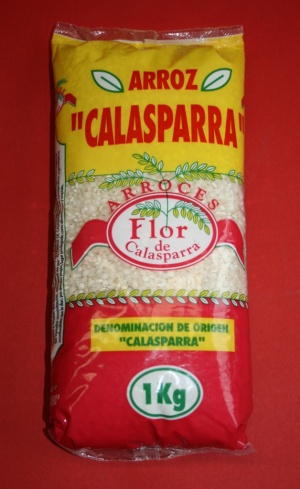 ARROZ
"CALASPARRA"
ARROCES
Flor
de
Calasparra
DENOMINACION DE ORIGEN
"CALASPARRA"
1Kg